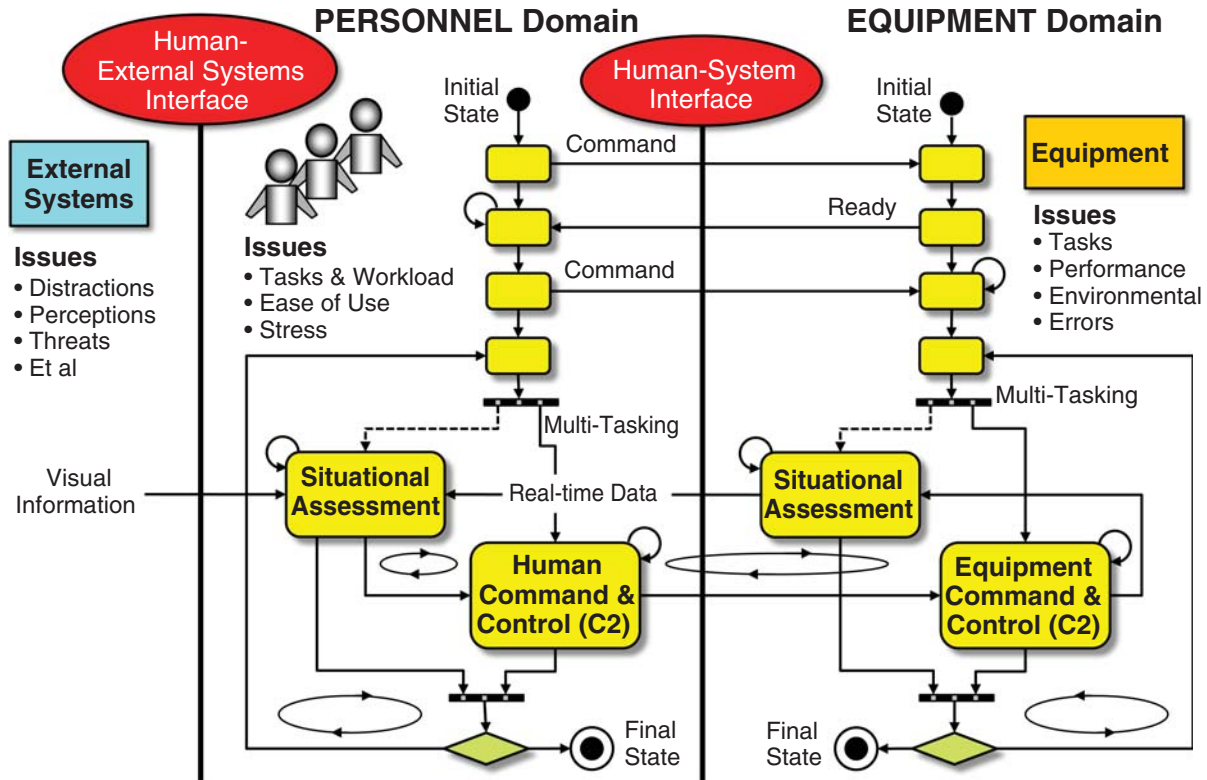 PERSONNEL Domain
EQUIPMENT Domain
Human-
External Systems
Interface
Human-System
Interface
Initial
State
Initial
State
External
Systems
Issues
• Distractions
• Perceptions
• Threats
• Et al
Issues
• Tasks & Workload
• Ease of Use
• Stress
Command
Ready
Command
Equipment
Issues
• Tasks
• Performance
• Environmental
• Errors
Multi-Tasking
Multi-Tasking
Visual
Information
Situational
Assessment
Real-time Data
Situational
Assessment
Human
Command &
Control (C2)
Equipment
Command &
Control (C2)
Final
State
Final
State